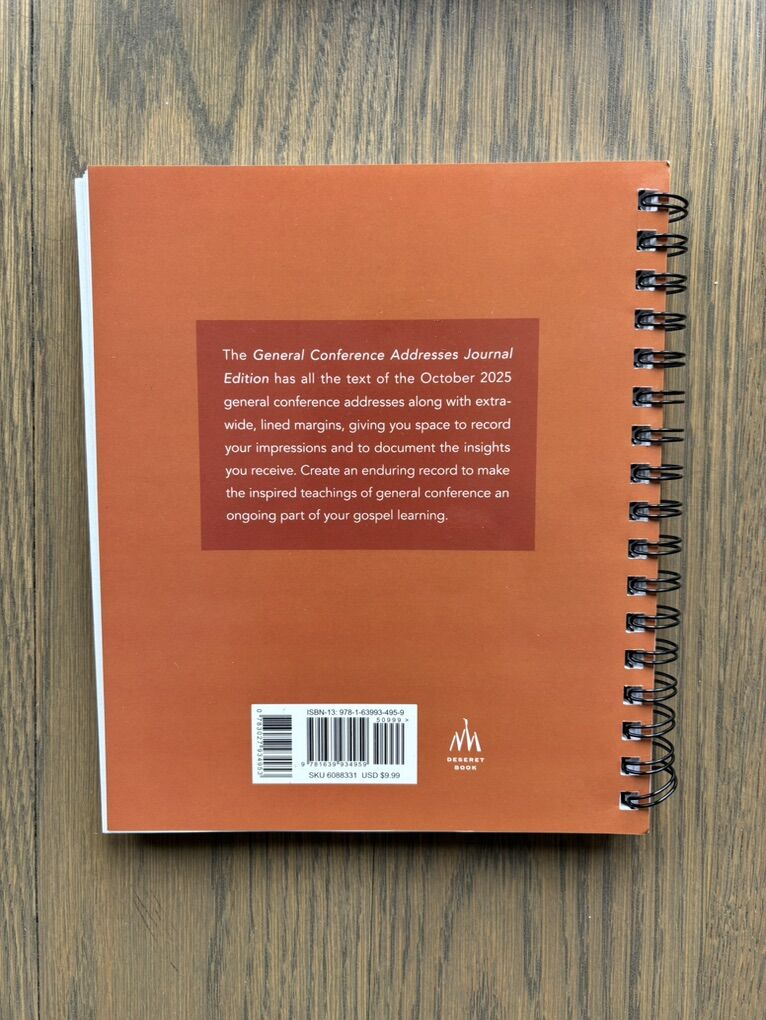 The General Conference Addresses Journal
Edition has all the text of the October 2025
general conference addresses along with extra-
wide, lined margins, giving you space to record
your impressions and to document the insights
you receive. Create an enduring record to make
the inspired teachings of general conference an
ongoing part of your gospel learning.
ISBN-13: 978-1-63993-495-9
50999 >
9 781639 934959
SKU 6088331 USD $9.99
DESERET
BOOK